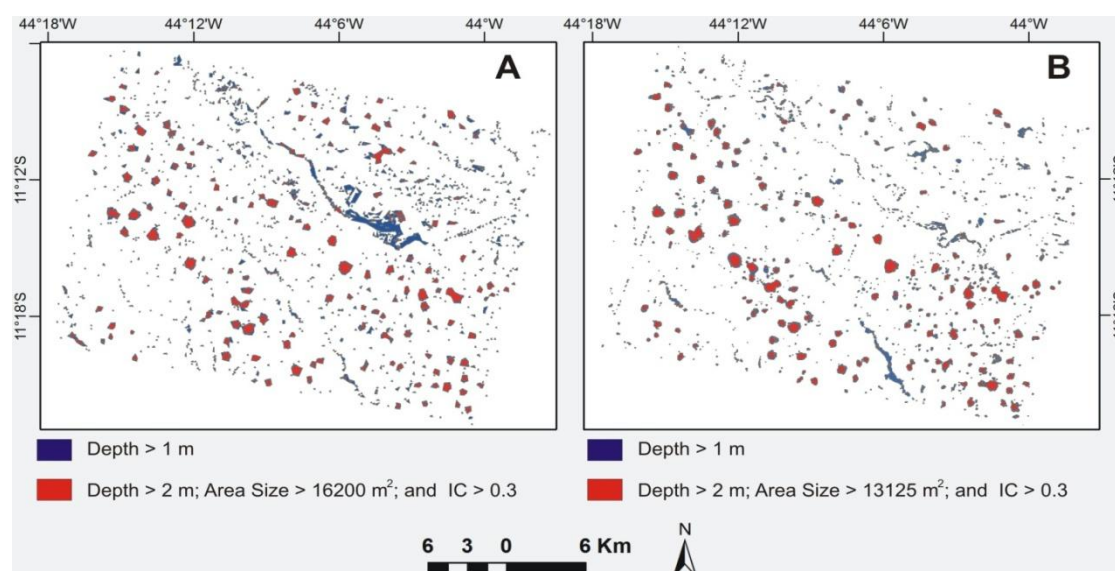 44°18'W 44°12'W 44°6'W 44°W 44°18'W 44°12'W 44°6'W 44°W
A B
11°12'S
11°18'S
Depth > 1 m Depth > 1 m
Depth > 2 m; Area Size > 16200 m²; and IC > 0.3 Depth > 2 m; Area Size > 13125 m²; and IC > 0.3
6 3 0 6 Km
N